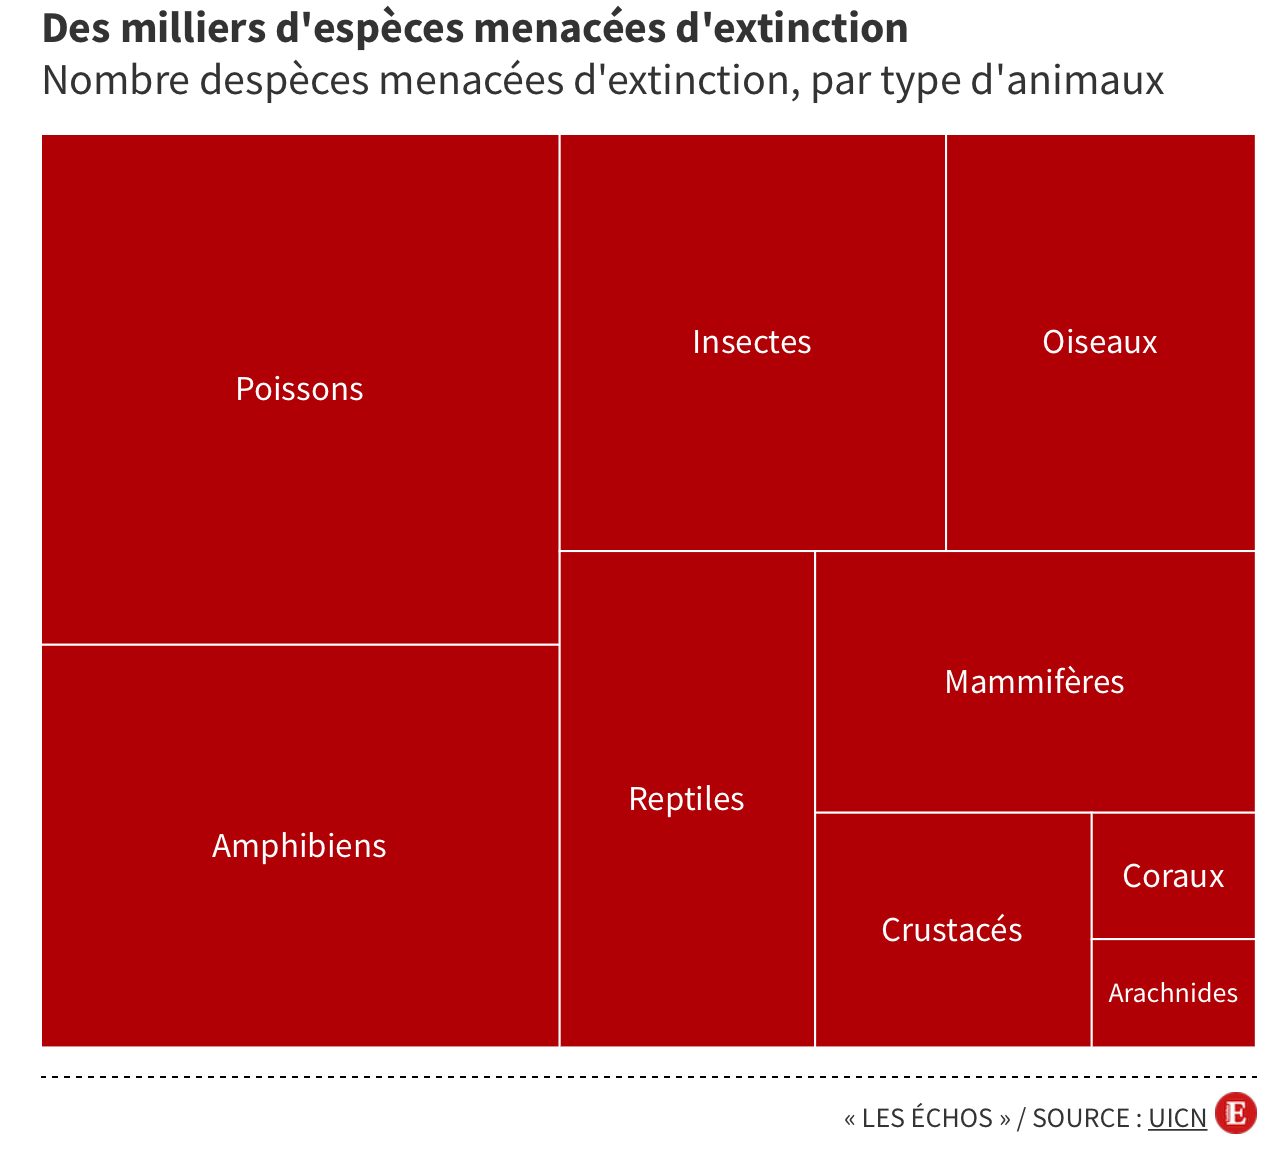 Des milliers d'espèces menacées d'extinction
Nombre despèces menacées d'extinction, par type d'animaux
Poissons
Insectes
Oiseaux
Amphibiens
Reptiles
Mammifères
Crustacés
Coraux
Arachnides
« LES ÉCHOS » / SOURCE : UICN E